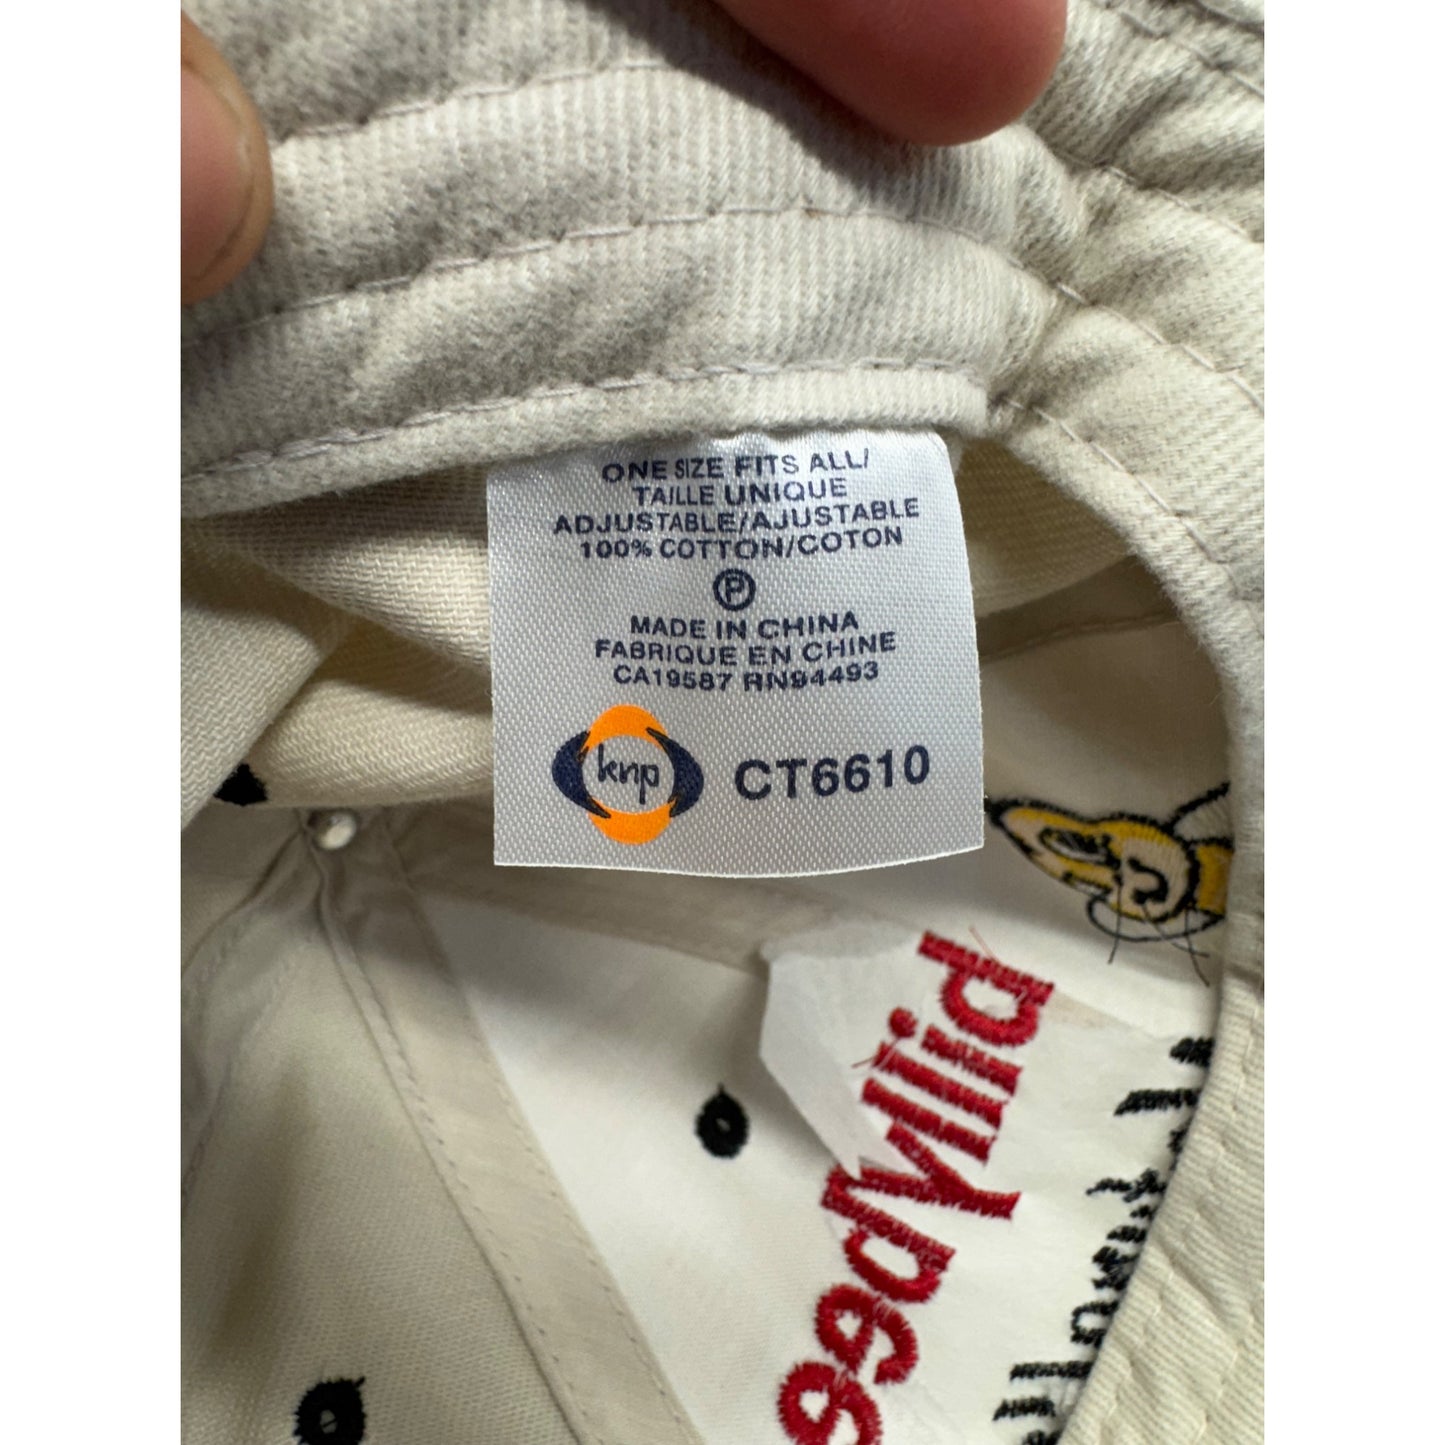 ONE SIZE FITS ALL/
TAILLE UNIQUE
ADJUSTABLE/AJUSTABLE
100% COTTON/COTON
P
MADE IN CHINA
FABRIQUE EN CHINE
CA19587 RN94493
knp
CT6610